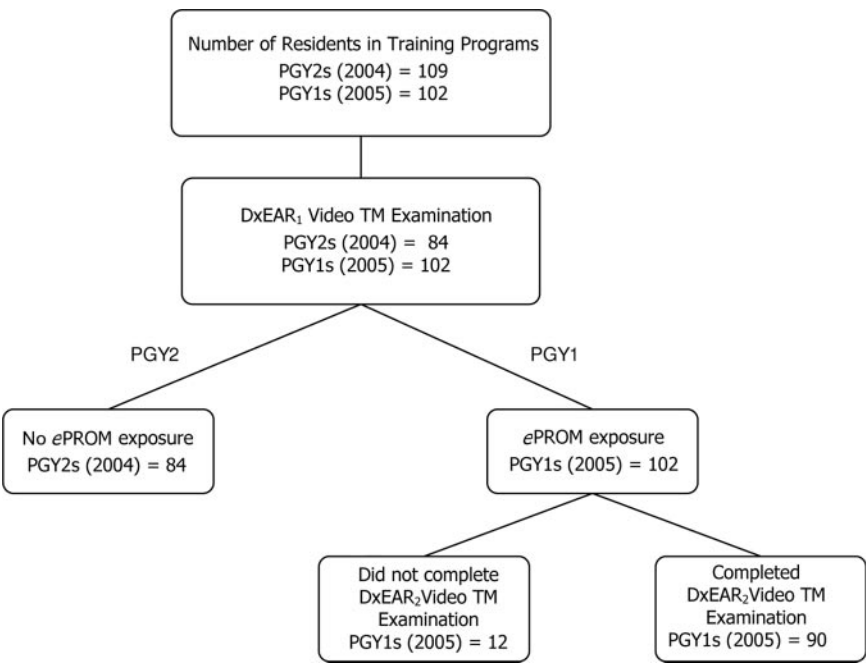 Number of Residents in Training Programs
PGY2s (2004) = 109
PGY1s (2005) = 102
DxEAR₁ Video TM Examination
PGY2s (2004) = 84
PGY1s (2005) = 102
PGY2
PGY1
No ePROM exposure
PGY2s (2004) = 84
ePROM exposure
PGY1s (2005) = 102
Did not complete
DxEAR₂Video TM
Examination
PGY1s (2005) = 12
Completed
DxEAR₂Video TM
Examination
PGY1s (2005) = 90